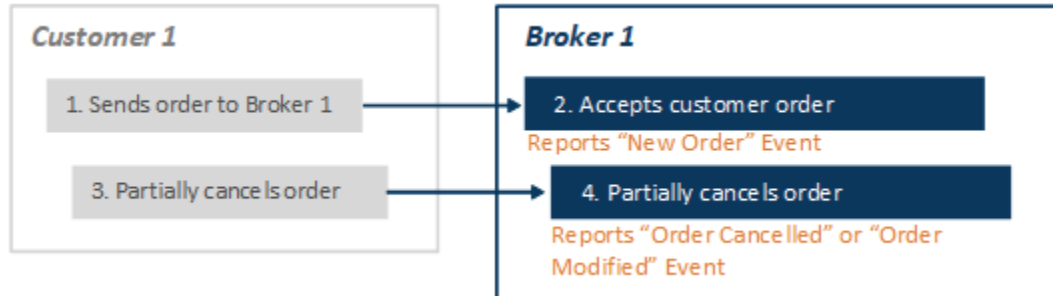 Customer 1
Broker 1
1. Sends order to Broker 1
2. Accepts customer order
Reports “New Order” Event
3. Partially cancels order
4. Partially cancels order
Reports “Order Cancelled” or “Order
Modified” Event